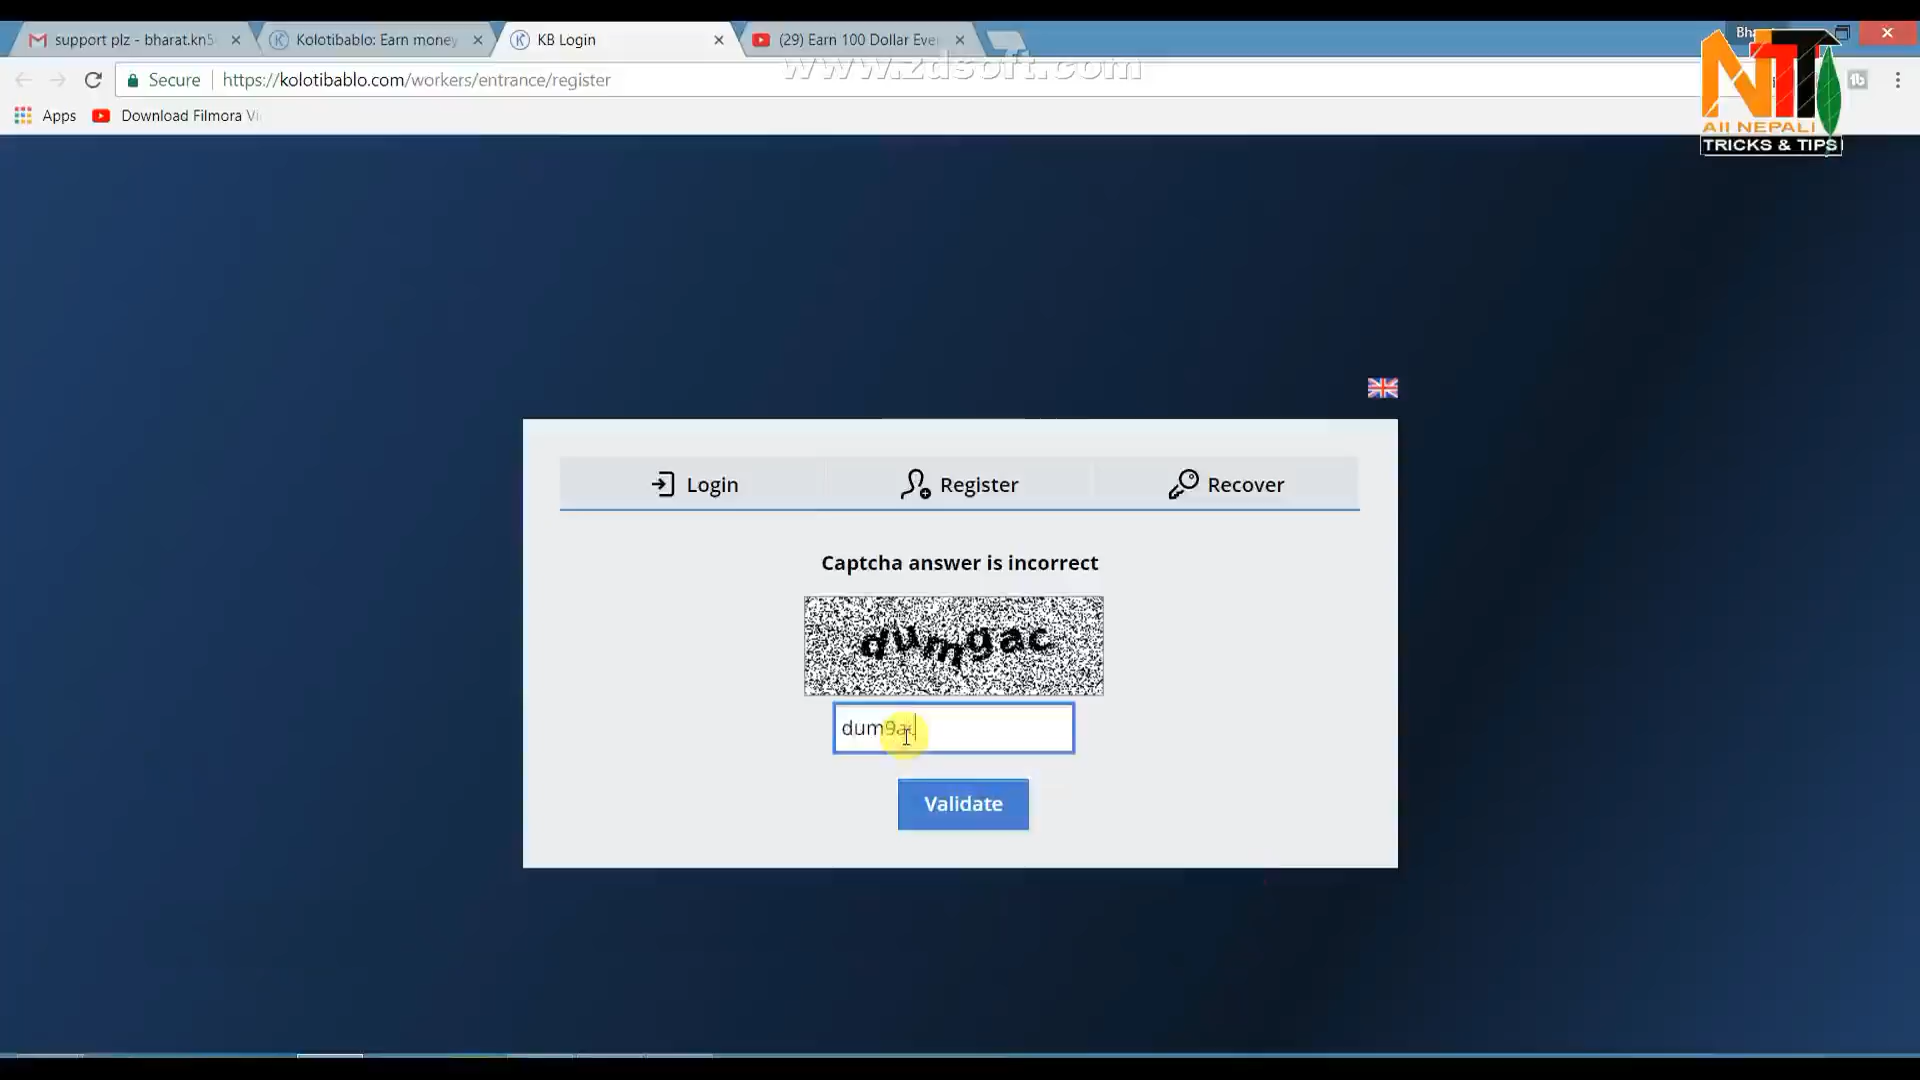 support plz - bharat.kn5
Kolotibablo: Earn money
KB Login
(29) Earn 100 Dollar Eve
Secure
https://kolotibablo.com/workers/entrance/register
www.zdsoft.com
Apps
Download Filmora Vi
NTT
All NEPALI
TRICKS & TIPS
Login
Register
Recover
Captcha answer is incorrect
dumgac
Validate